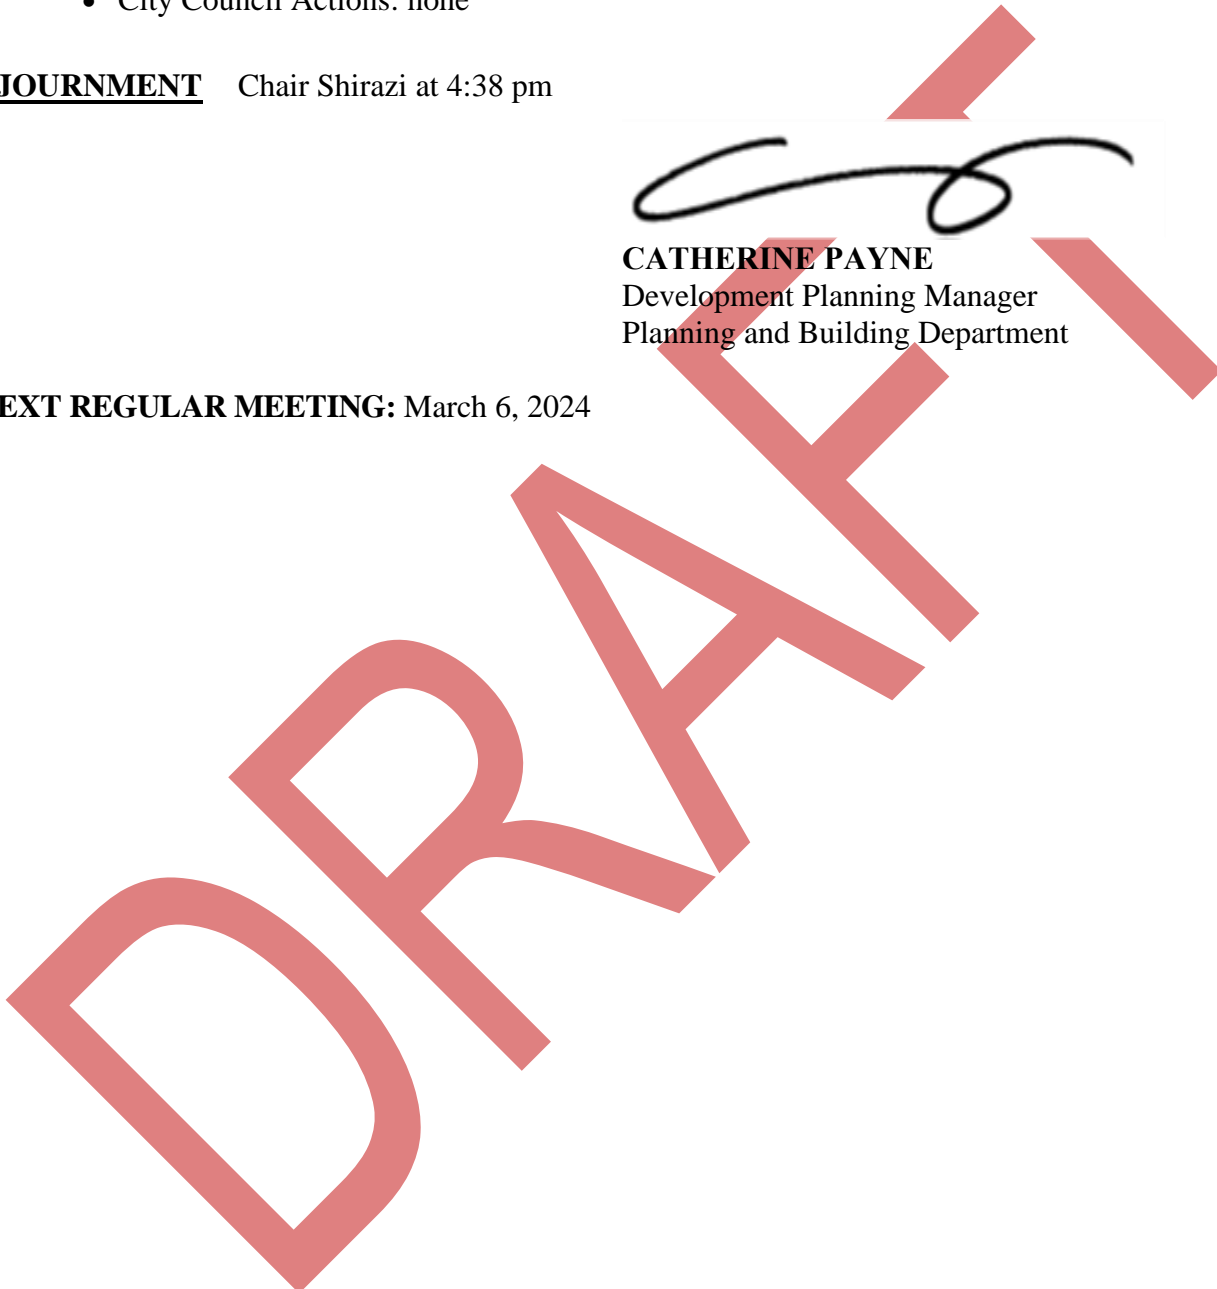 • City Council Actions: none
JOURNMENT Chair Shirazi at 4:38 pm
CATHERINE PAYNE
Development Planning Manager
Planning and Building Department
EXT REGULAR MEETING: March 6, 2024
DRAFT